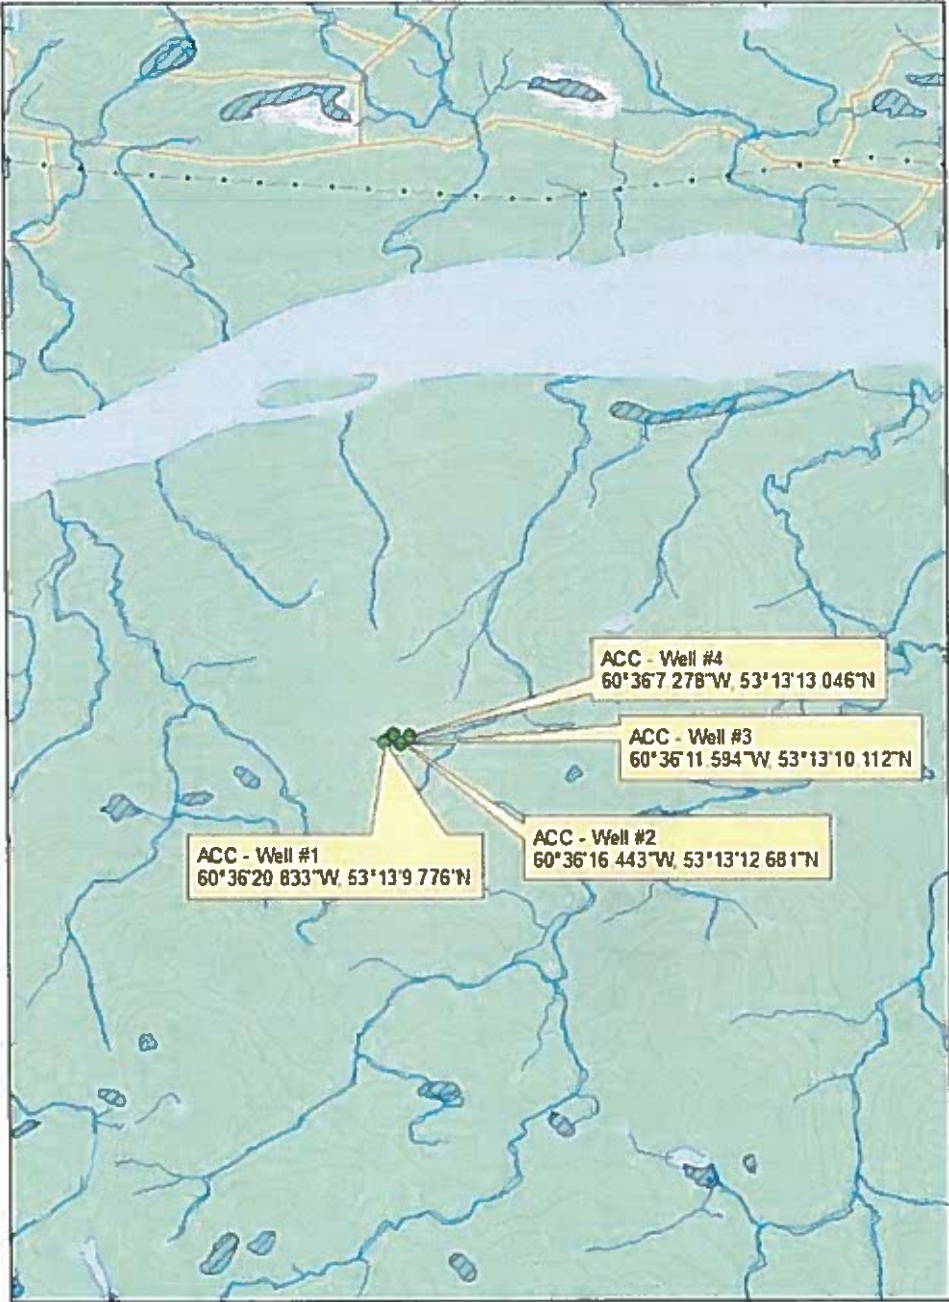 ACC - Well #4
60°36'7.278"W, 53°13'13.046"N
ACC - Well #3
60°36'11.594"W, 53°13'10.112"N
ACC - Well #2
60°36'16.443"W, 53°13'12.681"N
ACC - Well #1
60°36'20.833"W, 53°13'9.776"N